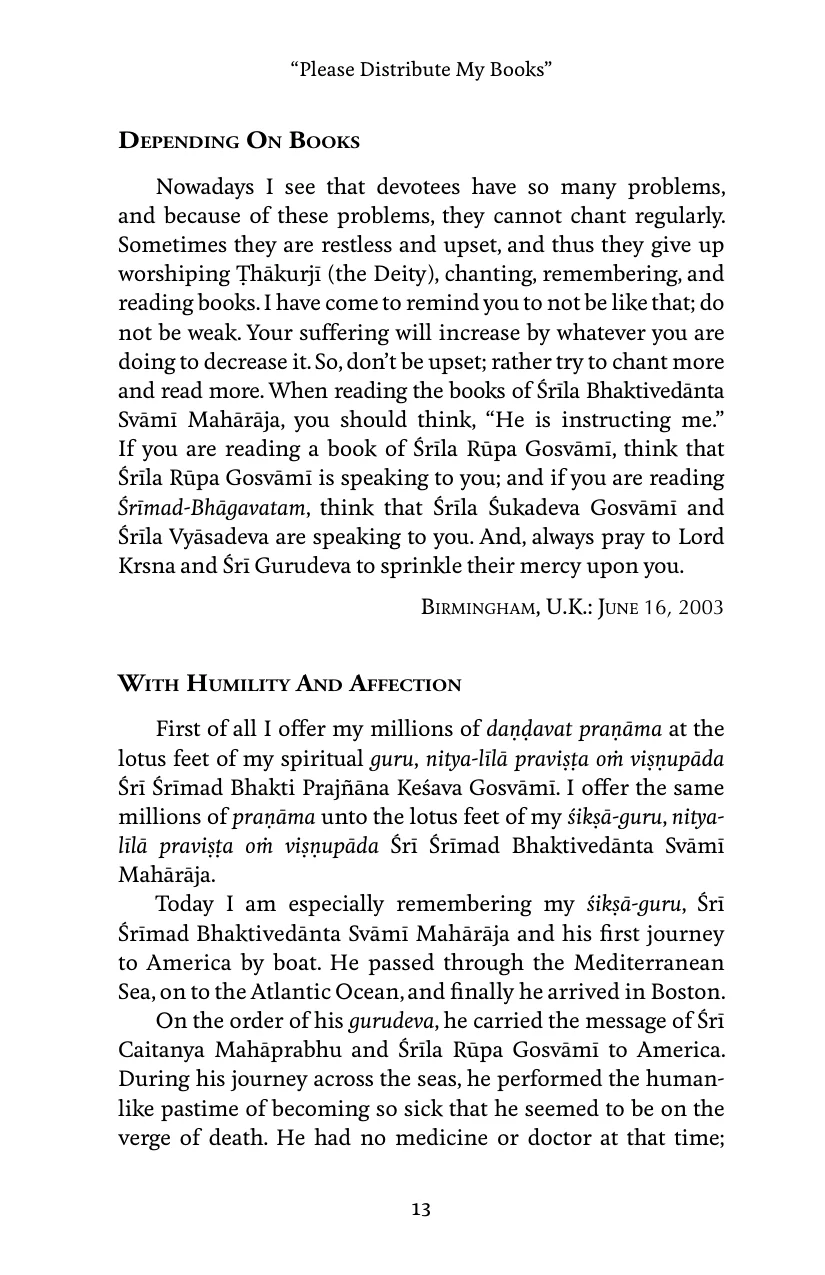 “Please Distribute My Books”
Depending On Books
Nowadays I see that devotees have so many problems,
and because of these problems, they cannot chant regularly.
Sometimes they are restless and upset, and thus they give up
worshiping Ṭhākurjī (the Deity), chanting, remembering, and
reading books. I have come to remind you to not be like that; do
not be weak. Your suffering will increase by whatever you are
doing to decrease it. So, don’t be upset; rather try to chant more
and read more. When reading the books of Śrīla Bhaktivedānta
Svāmī Mahārāja, you should think, “He is instructing me.”
If you are reading a book of Śrīla Rūpa Gosvāmī, think that
Śrīla Rūpa Gosvāmī is speaking to you; and if you are reading
Śrīmad-Bhāgavatam, think that Śrīla Śukadeva Gosvāmī and
Śrīla Vyāsadeva are speaking to you. And, always pray to Lord
Krsna and Śrī Gurudeva to sprinkle their mercy upon you.
Birmingham, U.K.: June 16, 2003
With Humility And Affection
First of all I offer my millions of daṇḍavat praṇāma at the
lotus feet of my spiritual guru, nitya-līlā praviṣṭa oṁ viṣṇupāda
Śrī Śrīmad Bhakti Prajñāna Keśava Gosvāmī. I offer the same
millions of praṇāma unto the lotus feet of my śikṣā-guru, nitya-
līlā praviṣṭa oṁ viṣṇupāda Śrī Śrīmad Bhaktivedānta Svāmī
Mahārāja.
Today I am especially remembering my śikṣā-guru, Śrī
Śrīmad Bhaktivedānta Svāmī Mahārāja and his first journey
to America by boat. He passed through the Mediterranean
Sea, on to the Atlantic Ocean, and finally he arrived in Boston.
On the order of his gurudeva, he carried the message of Śrī
Caitanya Mahāprabhu and Śrīla Rūpa Gosvāmī to America.
During his journey across the seas, he performed the human-
like pastime of becoming so sick that he seemed to be on the
verge of death. He had no medicine or doctor at that time;
13